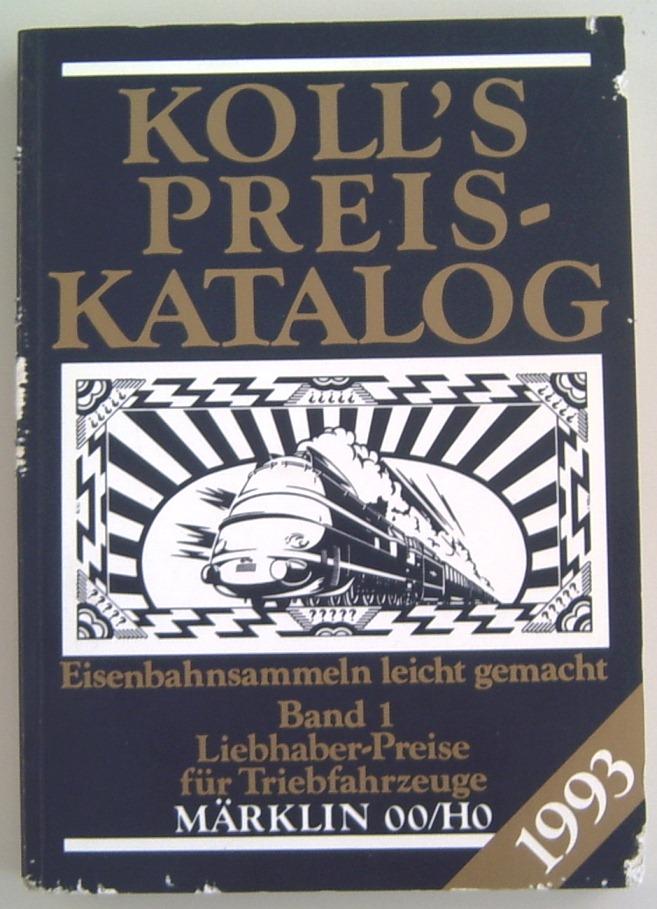 KOLL'S
PREIS-
KATALOG
¿¿¿¿¿
¿¿¿¿¿
¿¿¿¿¿
?????
?????
?????
Eisenbahnsammeln leicht gemacht
Band 1
Liebhaber-Preise
für Triebfahrzeuge
MÄRKLIN 00/H0
1993